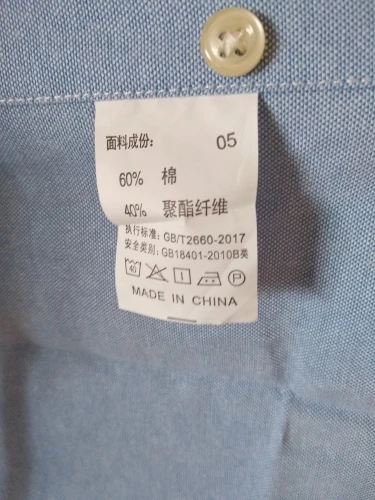 面料成份: 05
60% 棉
40% 聚酯纤维
执行标准: GB/T2660-2017
安全类别: GB18401-2010B类
40 P
MADE IN CHINA